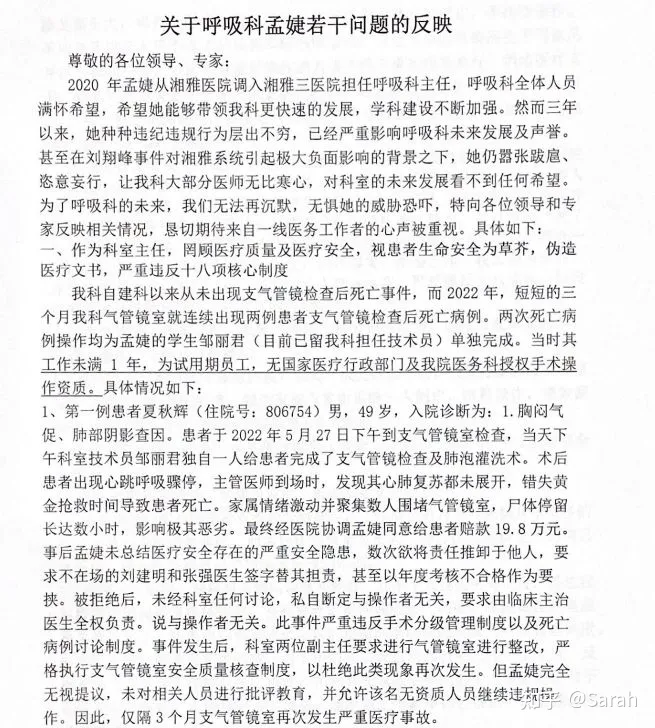 关于呼吸科孟婕若干问题的反映
尊敬的各位领导、专家：
2020 年孟婕从湘雅医院调入湘雅三医院担任呼吸科主任，呼吸科全体人员
满怀希望，希望她能够带领我科更快速的发展，学科建设不断加强。然而三年
以来，她种种违纪违规行为层出不穷，已经严重影响呼吸科未来发展及声誉。
甚至在刘翔峰事件对湘雅系统引起极大负面影响的背景之下，她仍嚣张跋扈、
恣意妄行，让我科大部分医师无比寒心，对科室的未来发展看不到任何希望。
为了呼吸科的未来，我们无法再沉默，无惧她的威胁恐吓，特向各位领导和专
家反映相关情况，恳切期待来自一线医务工作者的心声被重视。具体如下：
一、作为科室主任，罔顾医疗质量及医疗安全，视患者生命安全为草芥，伪造
医疗文书，严重违反十八项核心制度
我科自建科以来从未出现支气管镜检查后死亡事件，而 2022 年，短短的三
个月我科气管镜室就连续出现两例患者支气管镜检查后死亡病例。两次死亡病
例操作均为孟婕的学生邹丽君（目前已留我科担任技术员）单独完成。当时其
工作未满 1 年，为试用期员工，无国家医疗行政部门及我院医务科授权手术操
作资质。具体情况如下：
1、第一例患者夏秋辉（住院号：806754）男，49 岁，入院诊断为：1.胸闷气
促、肺部阴影查因。患者于 2022 年 5 月 27 日下午到支气管镜室检查，当天下
午科室技术员邹丽君独自一人给患者完成了支气管镜检查及肺泡灌洗术。术后
患者出现心跳呼吸骤停，主管医师到场时，发现其心肺复苏都未展开，错失黄
金抢救时间导致患者死亡。家属情绪激动并聚集数人围堵气管镜室，尸体停留
长达数小时，影响极其恶劣。最终经医院协调孟婕同意给患者赔款 19.8 万元。
事后孟婕未总结医疗安全存在的严重安全隐患，数次欲将责任推卸于他人，要
求不在场的刘建明和张强医生签字替其担责，甚至以年度考核不合格作为要
挟。被拒绝后，未经科室任何讨论，私自断定与操作者无关，要求由临床主治
医生全权负责。说与操作者无关。此事件严重违反手术分级管理制度以及死亡
病例讨论制度。事件发生后，科室两位副主任要求进行气管镜室进行整改，严
格执行支气管镜室安全质量核查制度，以杜绝此类现象再次发生。但孟婕完全
无视提议，未对相关人员进行批评教育，并允许该名无资质人员继续违规操
作。因此，仅隔 3 个月支气管镜室再次发生严重医疗事故。
知乎 @Sarah